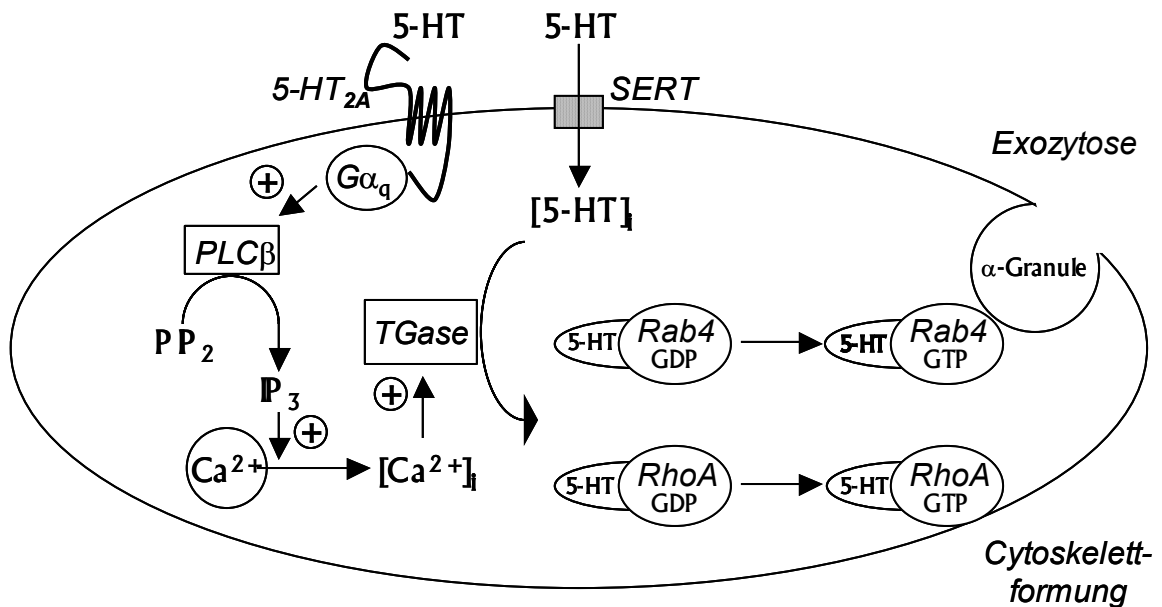 5-HT
5-HT
5-HT2A
SERT
Exozytose
Gαq
[5-HT]i
PLCβ
α-Granule
PP2
TGase
5-HT
Rab4
GDP
5-HT
Rab4
GTP
IP3
Ca2+
[Ca2+]i
5-HT
RhoA
GDP
5-HT
RhoA
GTP
Cytoskelett-
formung